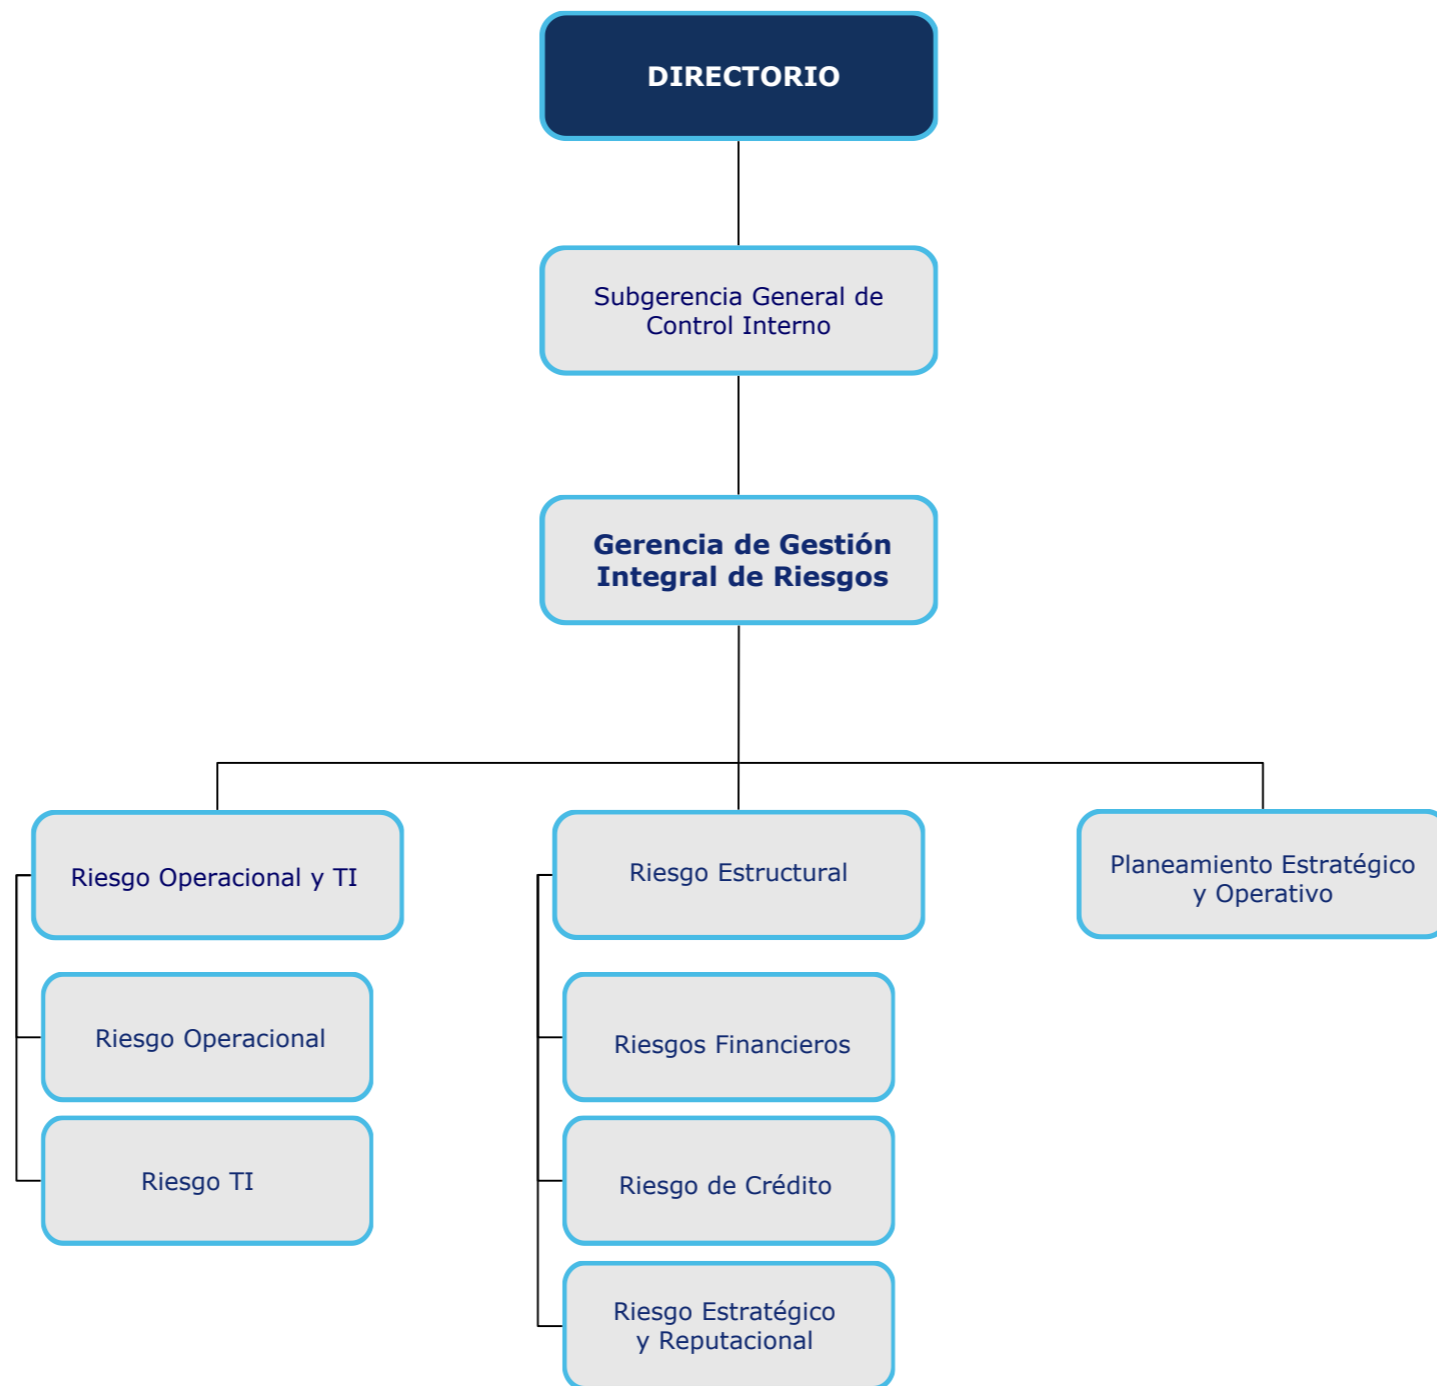 DIRECTORIO
Subgerencia General de
Control Interno
Gerencia de Gestión
Integral de Riesgos
Riesgo Operacional y TI
Riesgo Operacional
Riesgo TI
Riesgo Estructural
Riesgos Financieros
Riesgo de Crédito
Riesgo Estratégico
y Reputacional
Planeamiento Estratégico
y Operativo